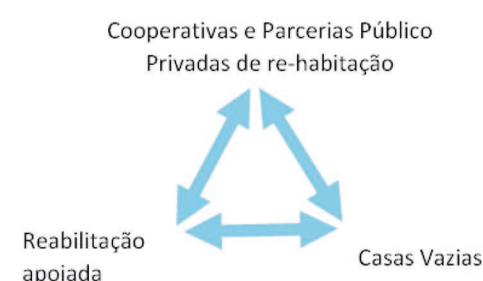 Cooperativas e Parcerias Público
Privadas de re-habitação
Reabilitação
apoiada
Casas Vazias